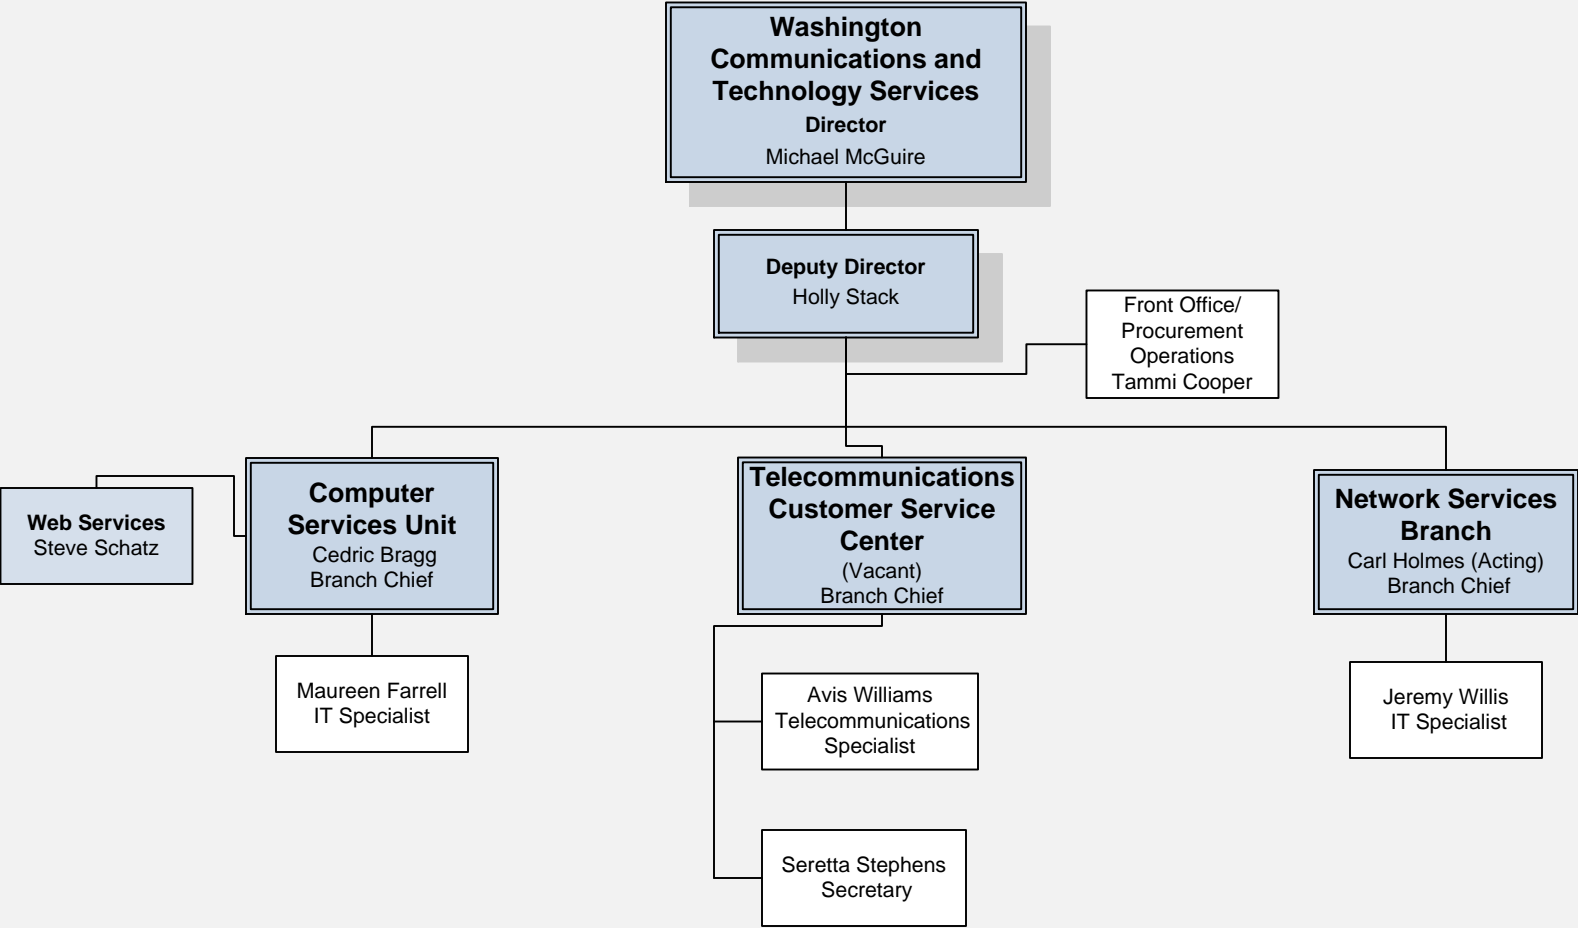 Washington
Communications and
Technology Services
Director
Michael McGuire
Deputy Director
Holly Stack
Front Office/
Procurement
Operations
Tammi Cooper
Web Services
Steve Schatz
Computer
Services Unit
Cedric Bragg
Branch Chief
Telecommunications
Customer Service
Center
(Vacant)
Branch Chief
Network Services
Branch
Carl Holmes (Acting)
Branch Chief
Maureen Farrell
IT Specialist
Avis Williams
Telecommunications
Specialist
Jeremy Willis
IT Specialist
Seretta Stephens
Secretary